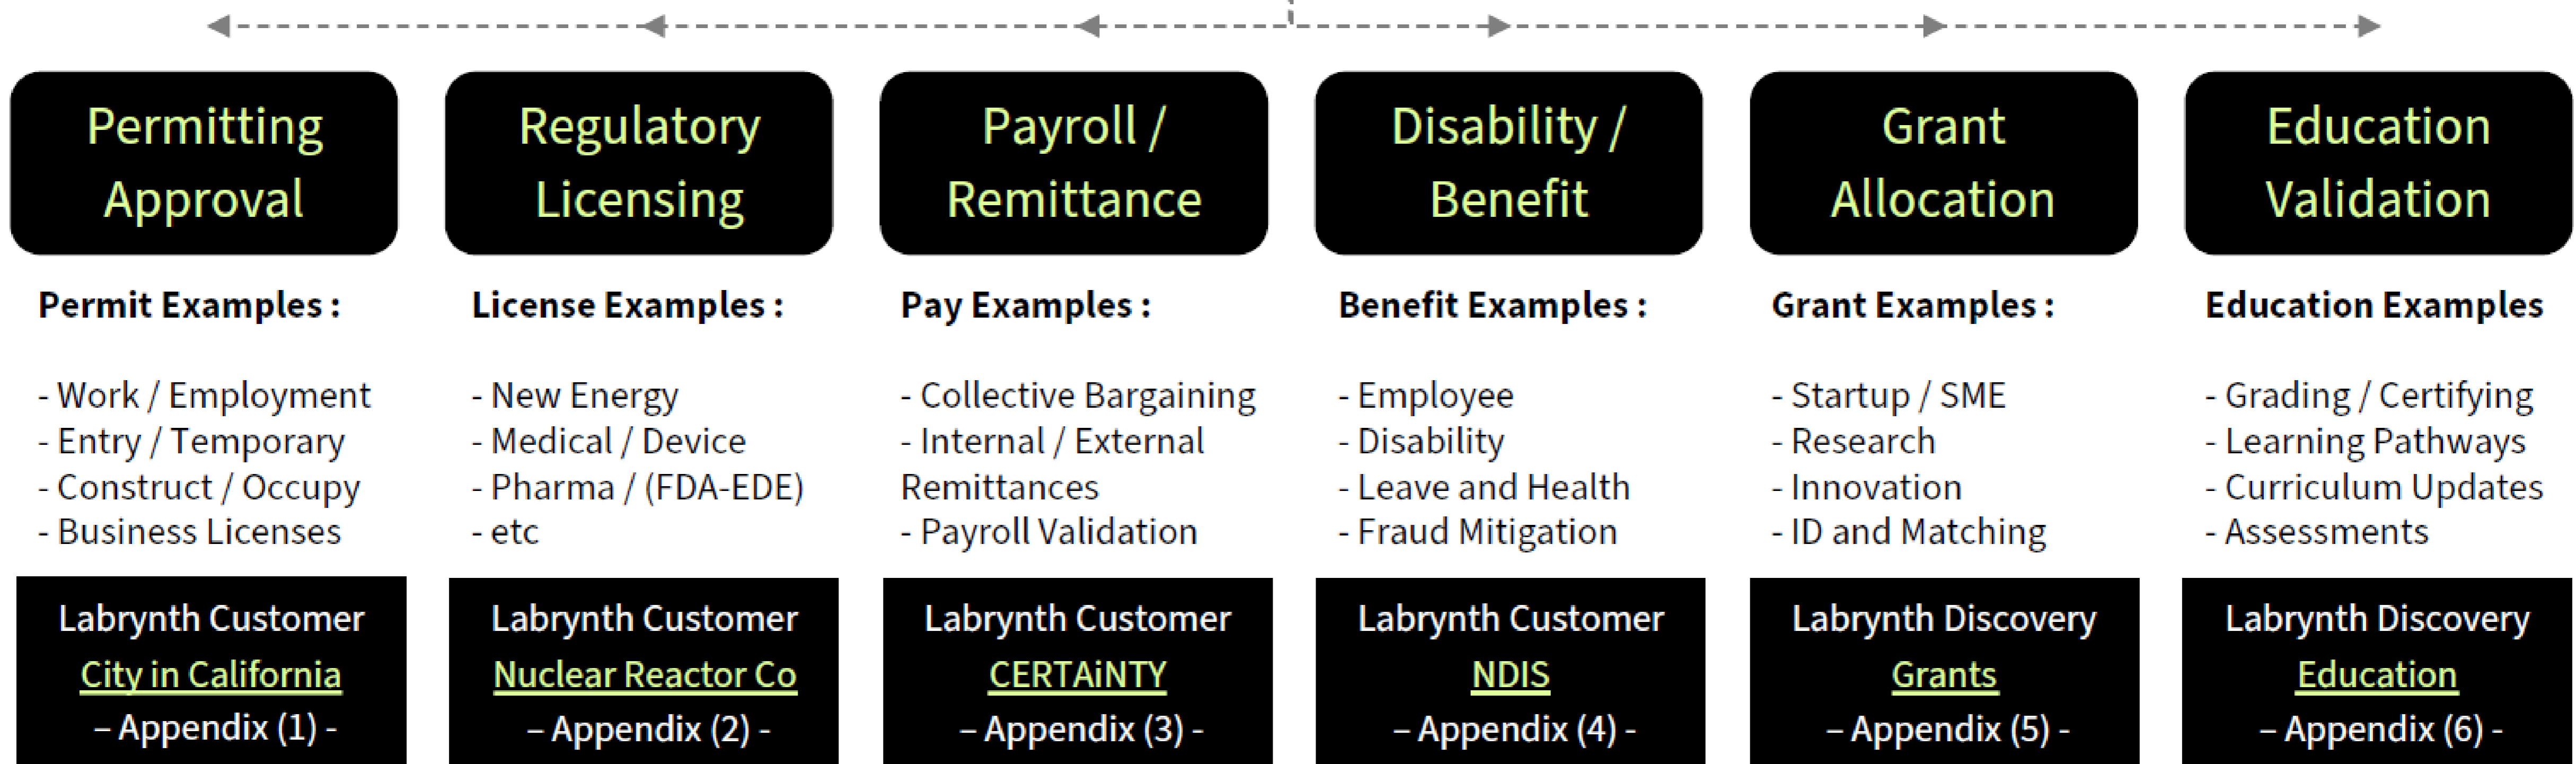 Permitting
Approval
Permit Examples :
- Work / Employment
- Entry / Temporary
- Construct / Occupy
- Business Licenses
Labrynth Customer
City in California
– Appendix (1) -
Regulatory
Licensing
License Examples :
- New Energy
- Medical / Device
- Pharma / (FDA-EDE)
- etc
Labrynth Customer
Nuclear Reactor Co
– Appendix (2) -
Payroll /
Remittance
Pay Examples :
- Collective Bargaining
- Internal / External
Remittances
- Payroll Validation
Labrynth Customer
CERTAiNTY
– Appendix (3) -
Disability /
Benefit
Benefit Examples :
- Employee
- Disability
- Leave and Health
- Fraud Mitigation
Labrynth Customer
NDIS
– Appendix (4) -
Grant
Allocation
Grant Examples :
- Startup / SME
- Research
- Innovation
- ID and Matching
Labrynth Discovery
Grants
– Appendix (5) -
Education
Validation
Education Examples
- Grading / Certifying
- Learning Pathways
- Curriculum Updates
- Assessments
Labrynth Discovery
Education
– Appendix (6) -